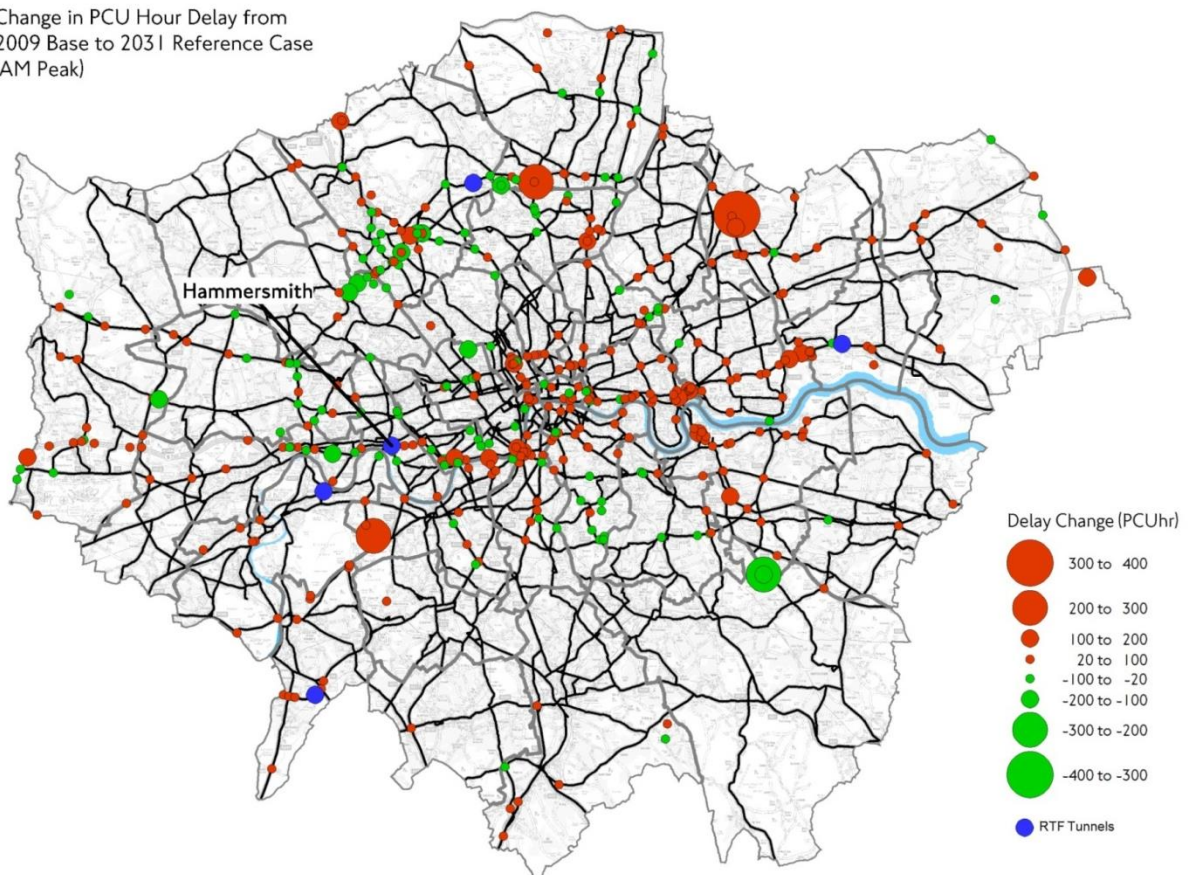 Change in PCU Hour Delay from
2009 Base to 2031 Reference Case
(AM Peak)
Hammersmith
Delay Change (PCUhr)
300 to 400
200 to 300
100 to 200
20 to 100
-100 to -20
-200 to -100
-300 to -200
-400 to -300
RTF Tunnels